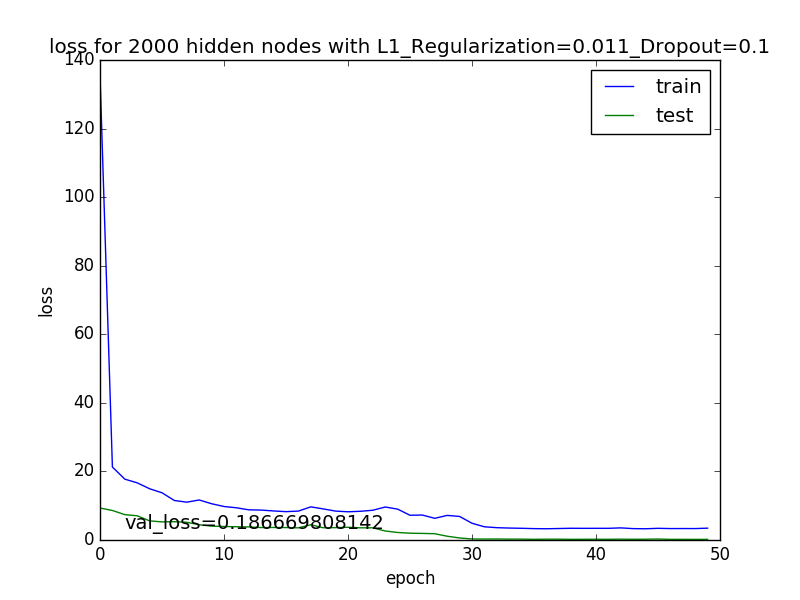 loss for 2000 hidden nodes with L1_Regularization=0.011_Dropout=0.1
140
120
100
80
60
40
20
0
loss
train
test
val_loss=0.186669808142
0 10 20 30 40 50
epoch